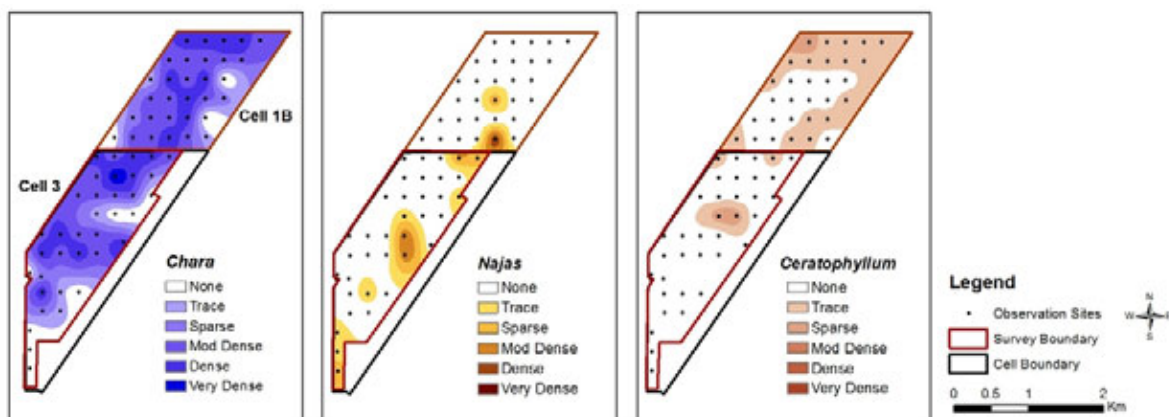 Cell 1B
Cell 3
Chara
None
Trace
Sparse
Mod Dense
Dense
Very Dense
Najas
None
Trace
Sparse
Mod Dense
Dense
Very Dense
Ceratophyllum
None
Trace
Sparse
Mod Dense
Dense
Very Dense
Legend
Observation Sites
Survey Boundary
Cell Boundary
N
W E
S
0 0.5 1 2
Km